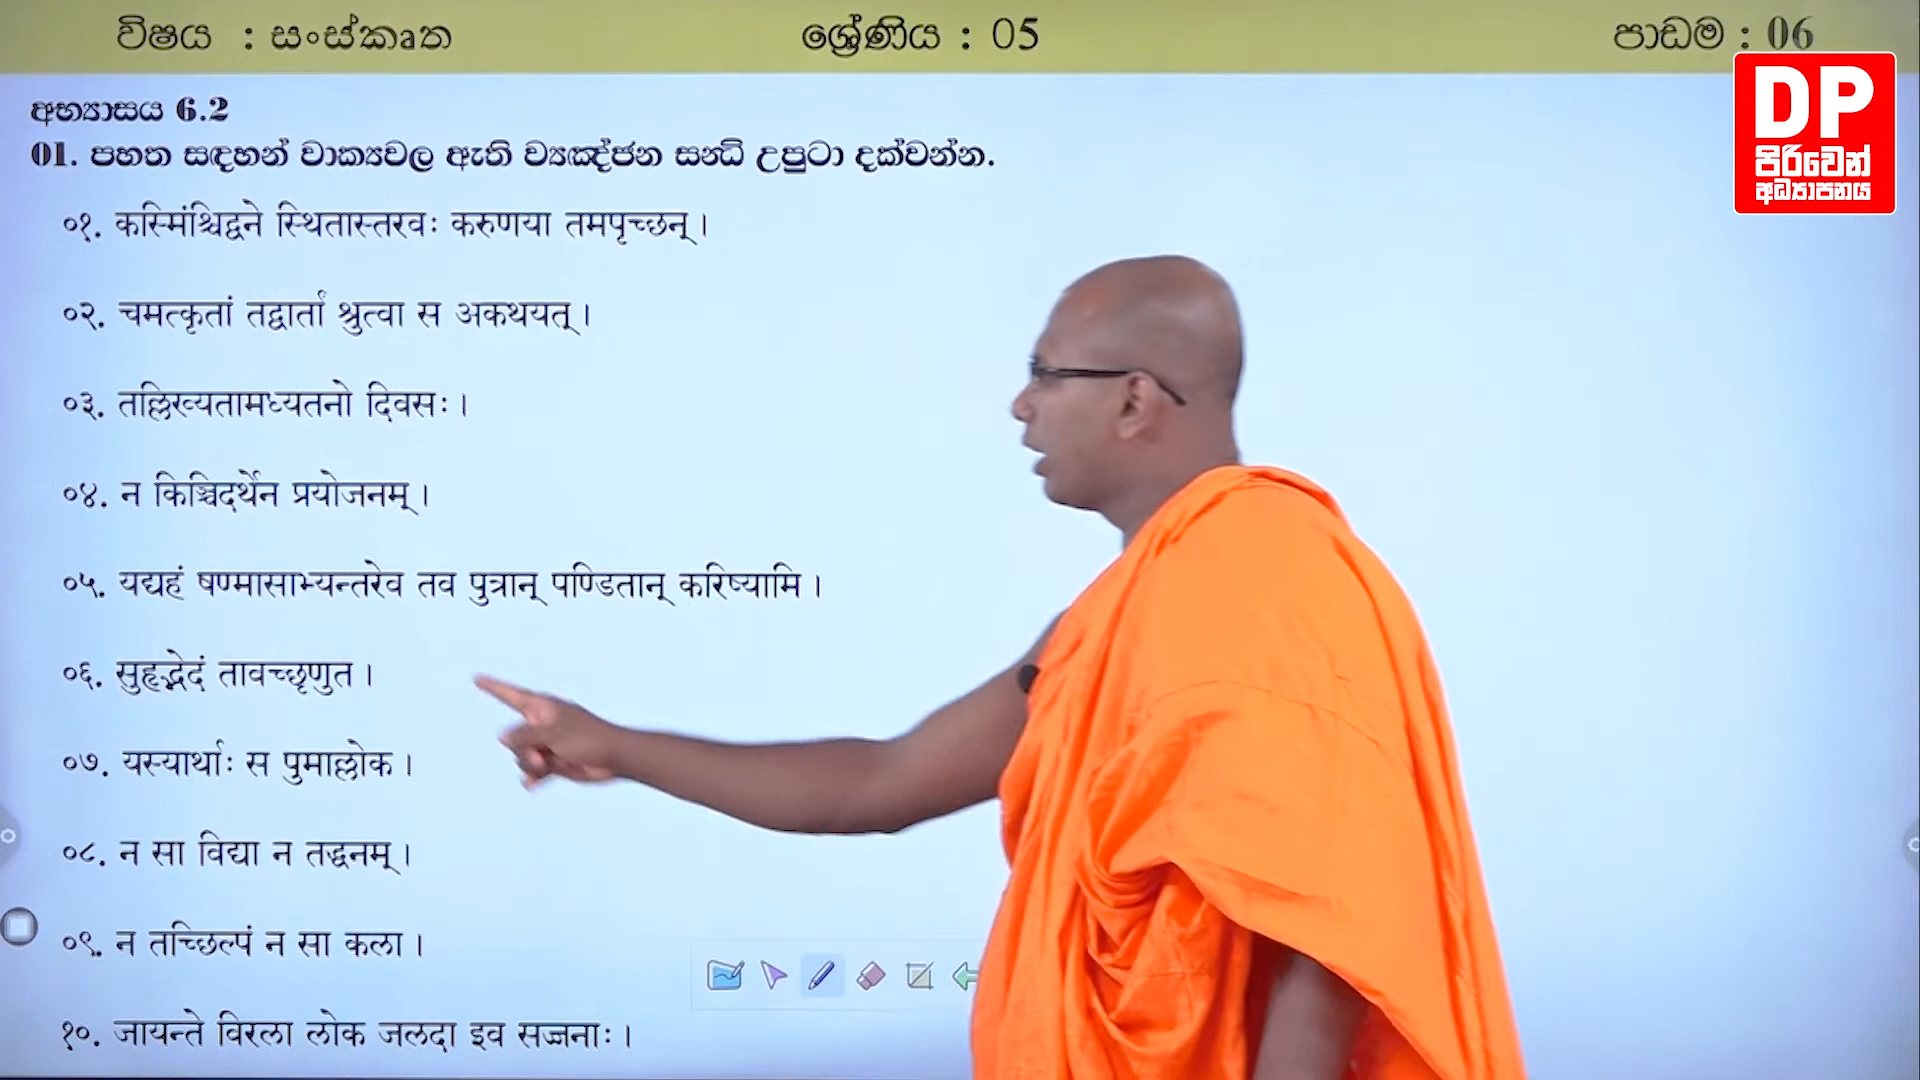 විෂය : සංස්කෘත ශ්‍රේණිය : 05 පාඩම : 06
DP
පිරිවෙන්
අධ්‍යාපනය
අභ්‍යාසය 6.2
01. පහත සඳහන් වාක්‍යවල ඇති ව්‍යඤ්ජන සන්ධි උපුටා දක්වන්න.
०१. कस्मिंश्चिद्वने स्थितास्तरवः करुणया तमपृच्छन् ।
०२. चमत्कृतां तद्वार्तां श्रुत्वा स अकथयत् ।
०३. तल्लिख्यतामध्यतनो दिवसः ।
०४. न किञ्चिदर्थेन प्रयोजनम् ।
०५. यद्यहं षण्मासाभ्यन्तरेव तव पुत्रान् पण्डितान् करिष्यामि ।
०६. सुहृद्भेदं तावच्छृणुत ।
०७. यस्यार्थाः स पुमाल्लोक ।
०८. न सा विद्या न तद्धनम् ।
०९. न तच्छिल्पं न सा कला ।
१०. जायन्ते विरला लोक जलदा इव सज्जनाः ।